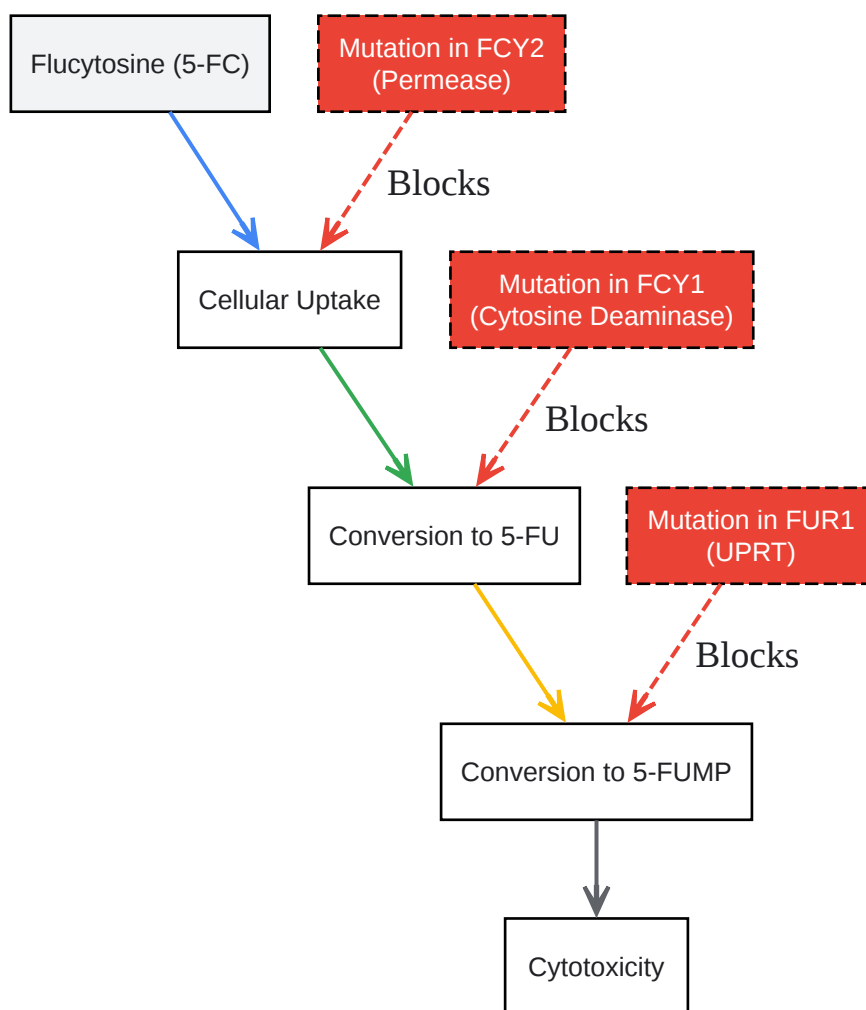 Flucytosine (5-FC)
Mutation in FCY2
(Permease)
Blocks
Cellular Uptake
Mutation in FCY1
(Cytosine Deaminase)
Blocks
Conversion to 5-FU
Mutation in FUR1
(UPRT)
Blocks
Conversion to 5-FUMP
Cytotoxicity